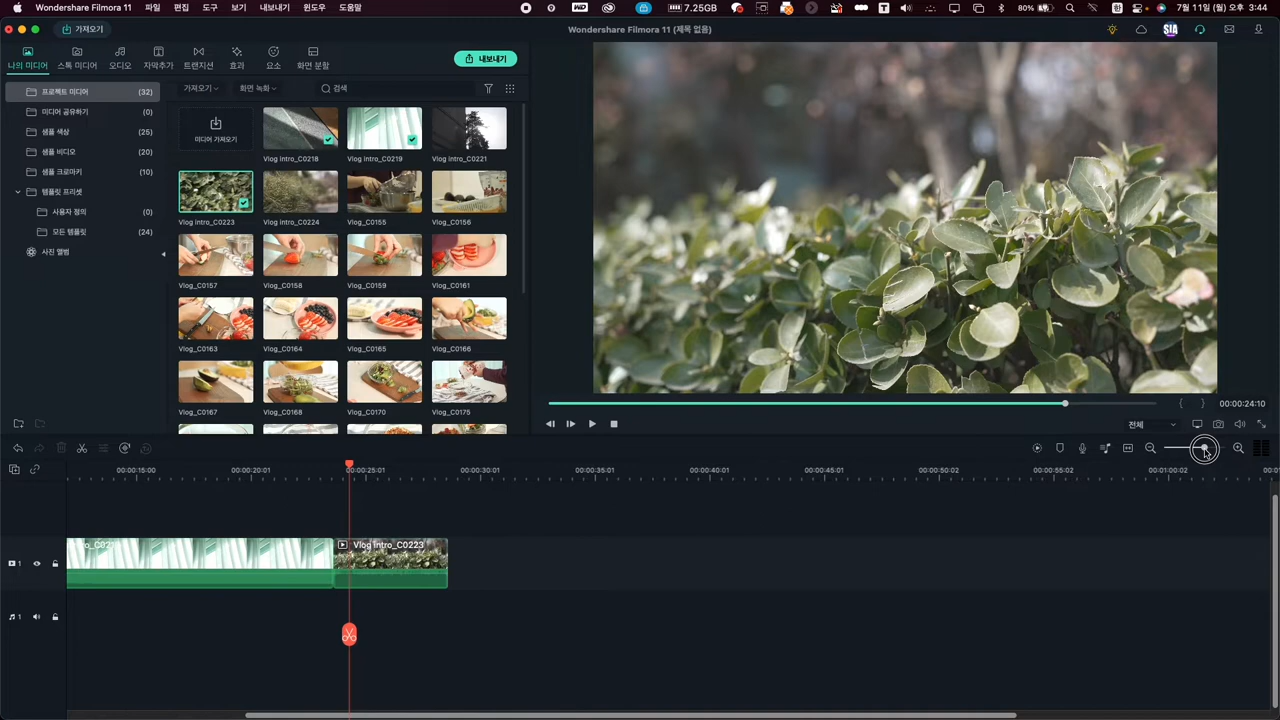 Wondershare Filmora 11 파일 편집 도구 보기 내보내기 윈도우 도움말
7.25GB 80% 한 7월 11일 (월) 오후 3:44
가져오기 Wondershare Filmora 11 (제목 없음) SIA
나의 미디어 스톡 미디어 오디오 자막추가 트랜지션 효과 요소 화면 분할 내보내기
프로젝트 미디어 (32)
미디어 공유하기 (0)
샘플 색상 (25)
샘플 비디오 (20)
샘플 크로마키 (10)
템플릿 프리셋
사용자 정의 (0)
모든 템플릿 (24)
사진 앨범
가져오기 화면 녹화 검색
미디어 가져오기
Vlog intro_C0218 Vlog intro_C0219 Vlog intro_C0221
Vlog intro_C0223 Vlog intro_C0224 Vlog_C0155 Vlog_C0156
Vlog_C0157 Vlog_C0158 Vlog_C0159 Vlog_C0161
Vlog_C0163 Vlog_C0164 Vlog_C0165 Vlog_C0166
Vlog_C0167 Vlog_C0168 Vlog_C0170 Vlog_C0175
00:00:24:10
전체
00:00:15:00 00:00:20:01 00:00:25:01 00:00:30:01 00:00:40:02 00:00:45:02 00:00:50:02 00:00:55:02 00:01:00:02
Vlog intro_C0223
1
1